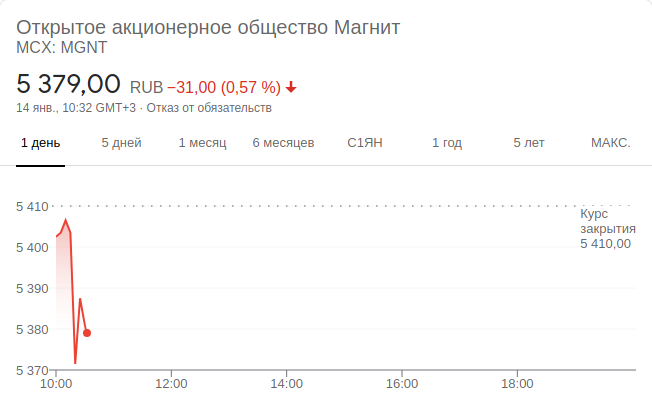 Открытое акционерное общество Магнит
MCX: MGNT
5 379,00 RUB −31,00 (0,57 %)
14 янв., 10:32 GMT+3 · Отказ от обязательств
1 день 5 дней 1 месяц 6 месяцев С1ЯН 1 год 5 лет МАКС.
5 410
Курс
закрытия
5 410,00
5 400
5 390
5 380
5 370
10:00 12:00 14:00 16:00 18:00